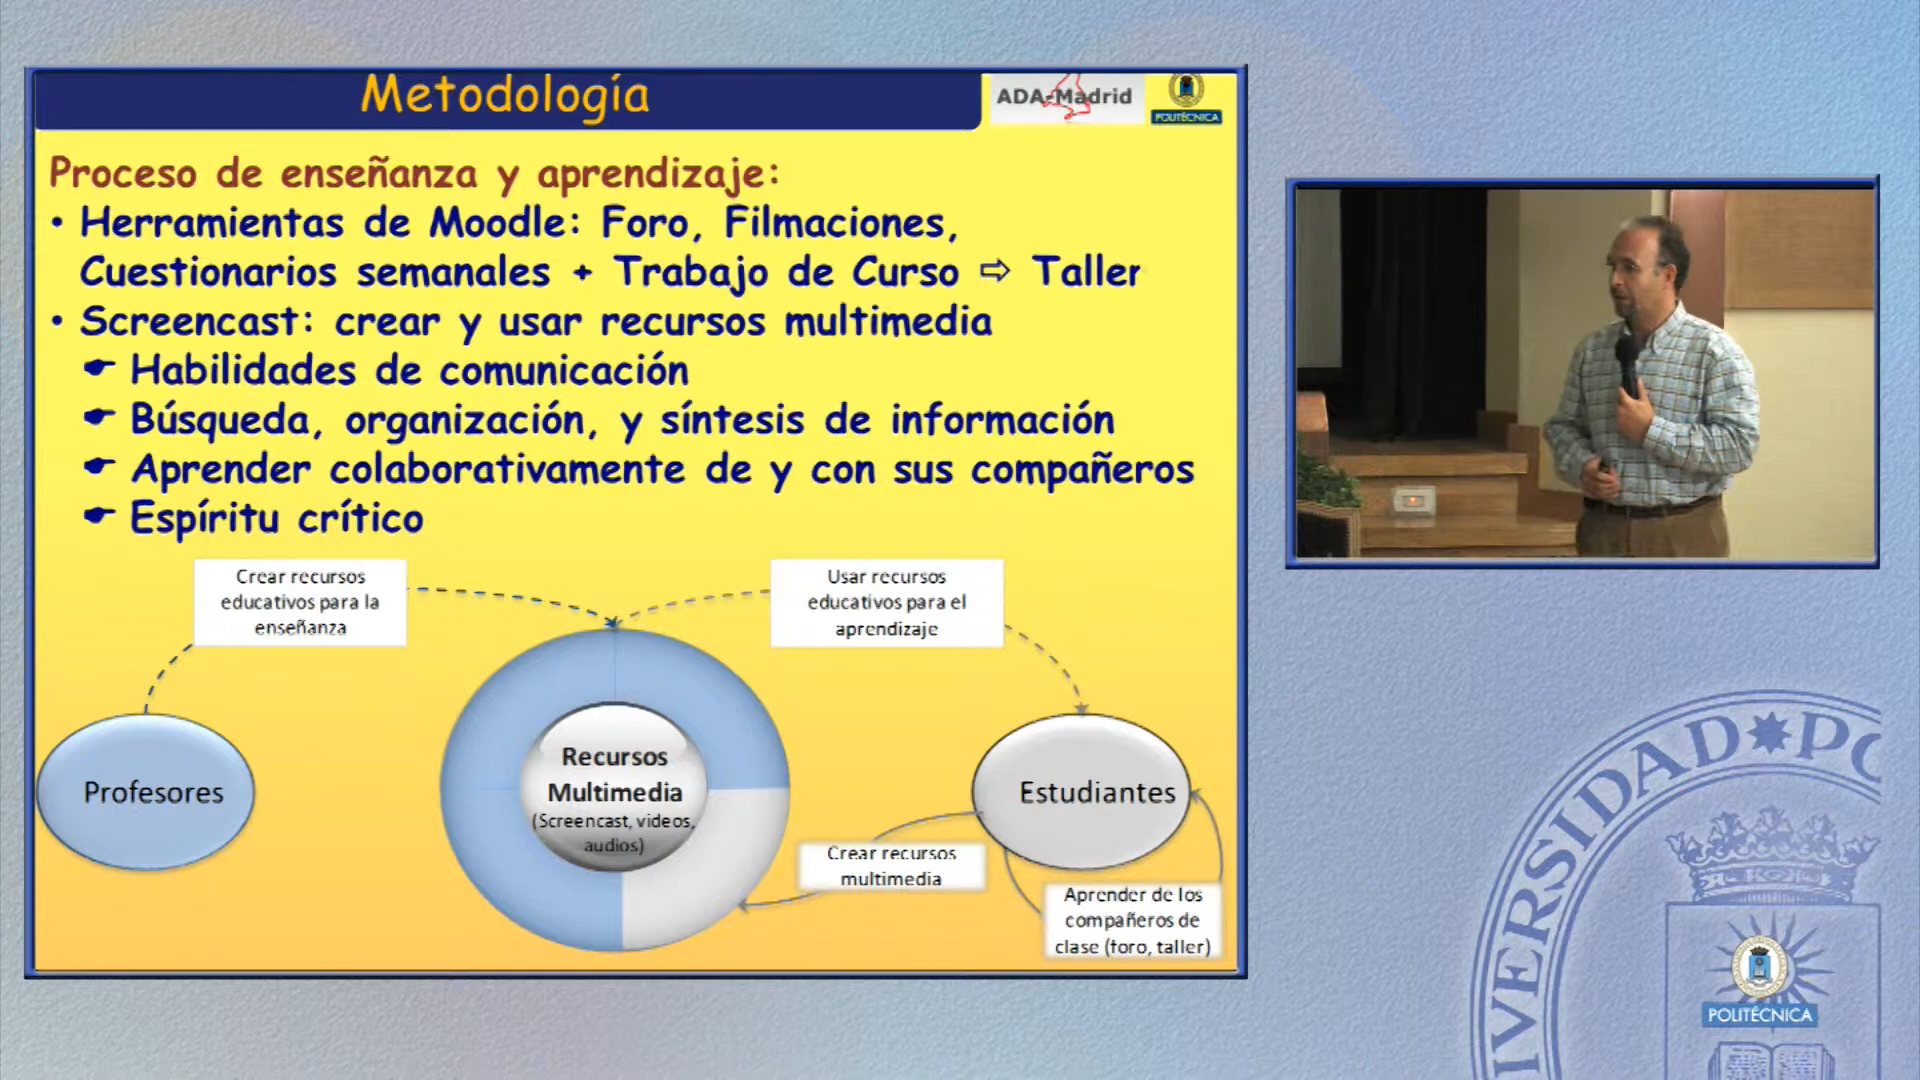 Metodología
ADA-Madrid
POLITÉCNICA
Proceso de enseñanza y aprendizaje:
• Herramientas de Moodle: Foro, Filmaciones,
Cuestionarios semanales + Trabajo de Curso ⇨ Taller
• Screencast: crear y usar recursos multimedia
☛ Habilidades de comunicación
☛ Búsqueda, organización, y síntesis de información
☛ Aprender colaborativamente de y con sus compañeros
☛ Espíritu crítico
Crear recursos
educativos para la
enseñanza
Usar recursos
educativos para el
aprendizaje
Profesores
Recursos
Multimedia
(Screencast, videos,
audios)
Estudiantes
Crear recursos
multimedia
Aprender de los
compañeros de
clase (foro, taller)
IVERSIDAD PO
POLITÉCNICA